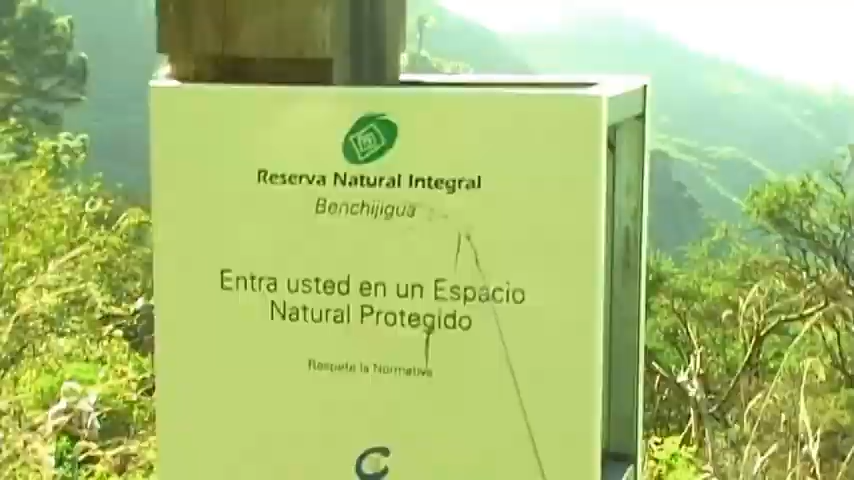 Reserva Natural Integral
Benchijigua
Entra usted en un Espacio
Natural Protegido
Respete la Normativa